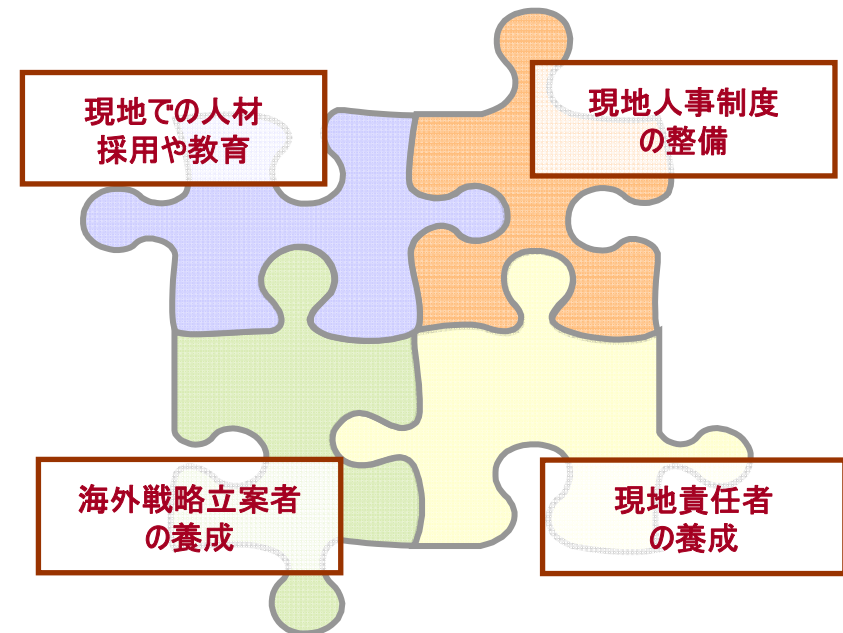 現地での人材
採用や教育
現地人事制度
の整備
海外戦略立案者
の養成
現地責任者
の養成